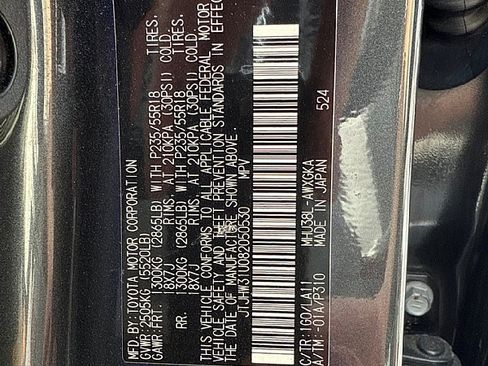 MFD BY: TOYOTA MOTOR CORPORATION
GVWR: 2505KG (5520LB)
GAWR: FRT. 1300KG (2865LB) WITH P235/55R18 TIRES.
18X7J RIMS. AT 210KPA (30PSI) COLD.
RR. 1300KG (2865LB) WITH P235/55R18 TIRES.
18X7J RIMS. AT 210KPA (30PSI) COLD.
THIS VEHICLE CONFORMS TO ALL APPLICABLE FEDERAL MOTOR
VEHICLE SAFETY AND THEFT PREVENTION STANDARDS IN EFFEC
ON THE DATE OF MANUFACTURE SHOWN ABOVE.
JTJHW31U082050530 MPV
MHU38L-AWXGKA 524
MADE IN JAPAN
C/TR: 1G0/LA11
A/TM: -01A/P310